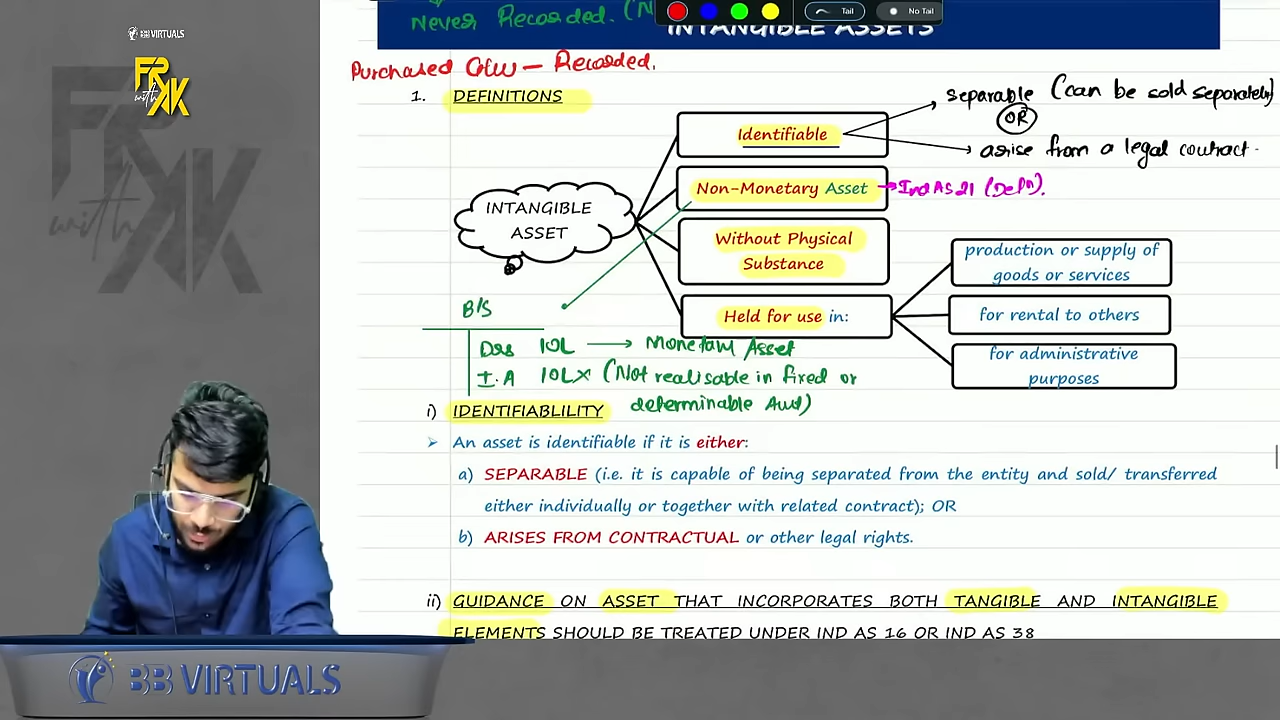 BB VIRTUALS
FR
with
AK
FR
with
AK
Never Recorded.
Tail
No Tail
INTANGIBLE ASSETS
Purchased GW — Recorded.
1. DEFINITIONS
separable (can be sold separately)
OR
arise from a legal contract.
Identifiable
Non-Monetary Asset
Ind AS 21 (Defn).
INTANGIBLE
ASSET
Without Physical
Substance
Held for use in:
production or supply of
goods or services
for rental to others
for administrative
purposes
B/S
Drs 10L → Monetary Asset
I.A 10L X (Not realisable in fixed or
determinable Amt)
i) IDENTIFIABLILITY
➢ An asset is identifiable if it is either:
a) SEPARABLE (i.e. it is capable of being separated from the entity and sold/ transferred
either individually or together with related contract); OR
b) ARISES FROM CONTRACTUAL or other legal rights.
ii) GUIDANCE ON ASSET THAT INCORPORATES BOTH TANGIBLE AND INTANGIBLE
ELEMENTS SHOULD BE TREATED UNDER IND AS 16 OR IND AS 38
BB VIRTUALS